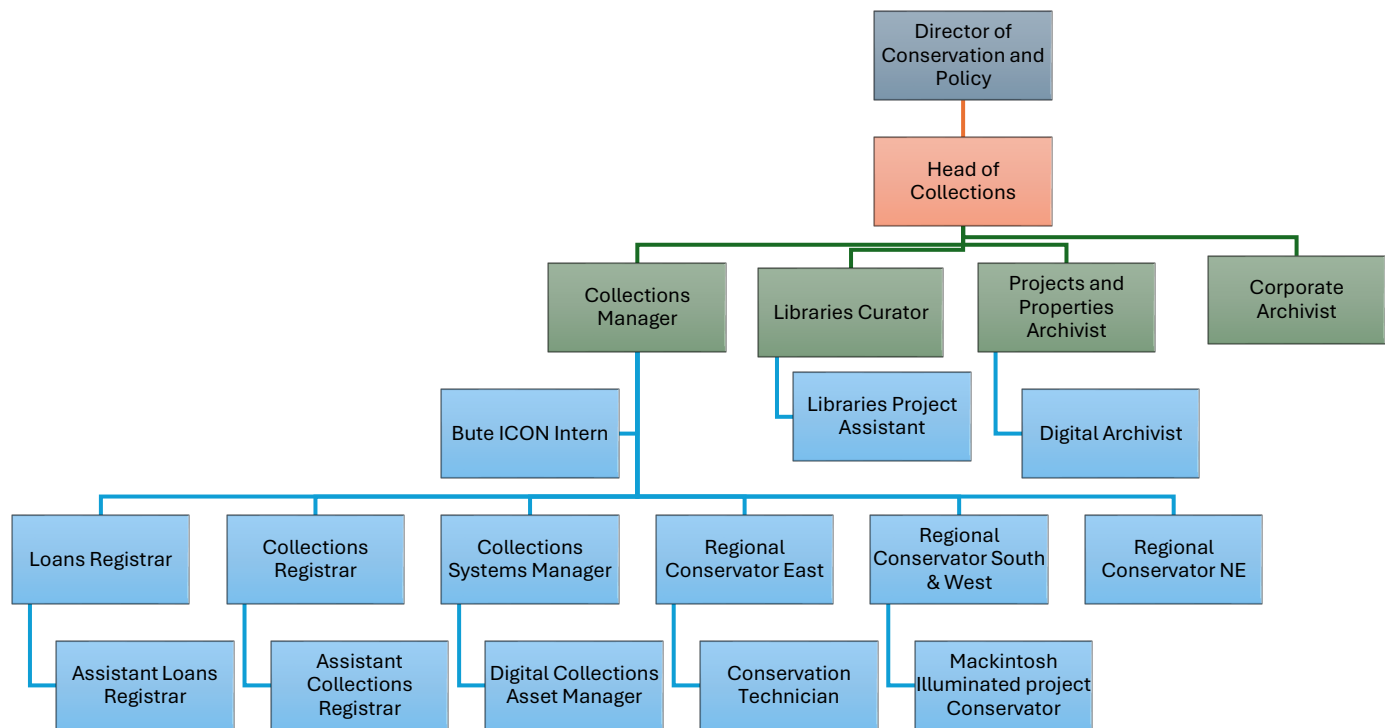 Director of
Conservation and
Policy
Head of
Collections
Collections
Manager
Libraries Curator
Projects and
Properties
Archivist
Corporate
Archivist
Bute ICON Intern
Libraries Project
Assistant
Digital Archivist
Loans Registrar
Collections
Registrar
Collections
Systems Manager
Regional
Conservator East
Regional
Conservator South
& West
Regional
Conservator NE
Assistant Loans
Registrar
Assistant
Collections
Registrar
Digital Collections
Asset Manager
Conservation
Technician
Mackintosh
Illuminated project
Conservator